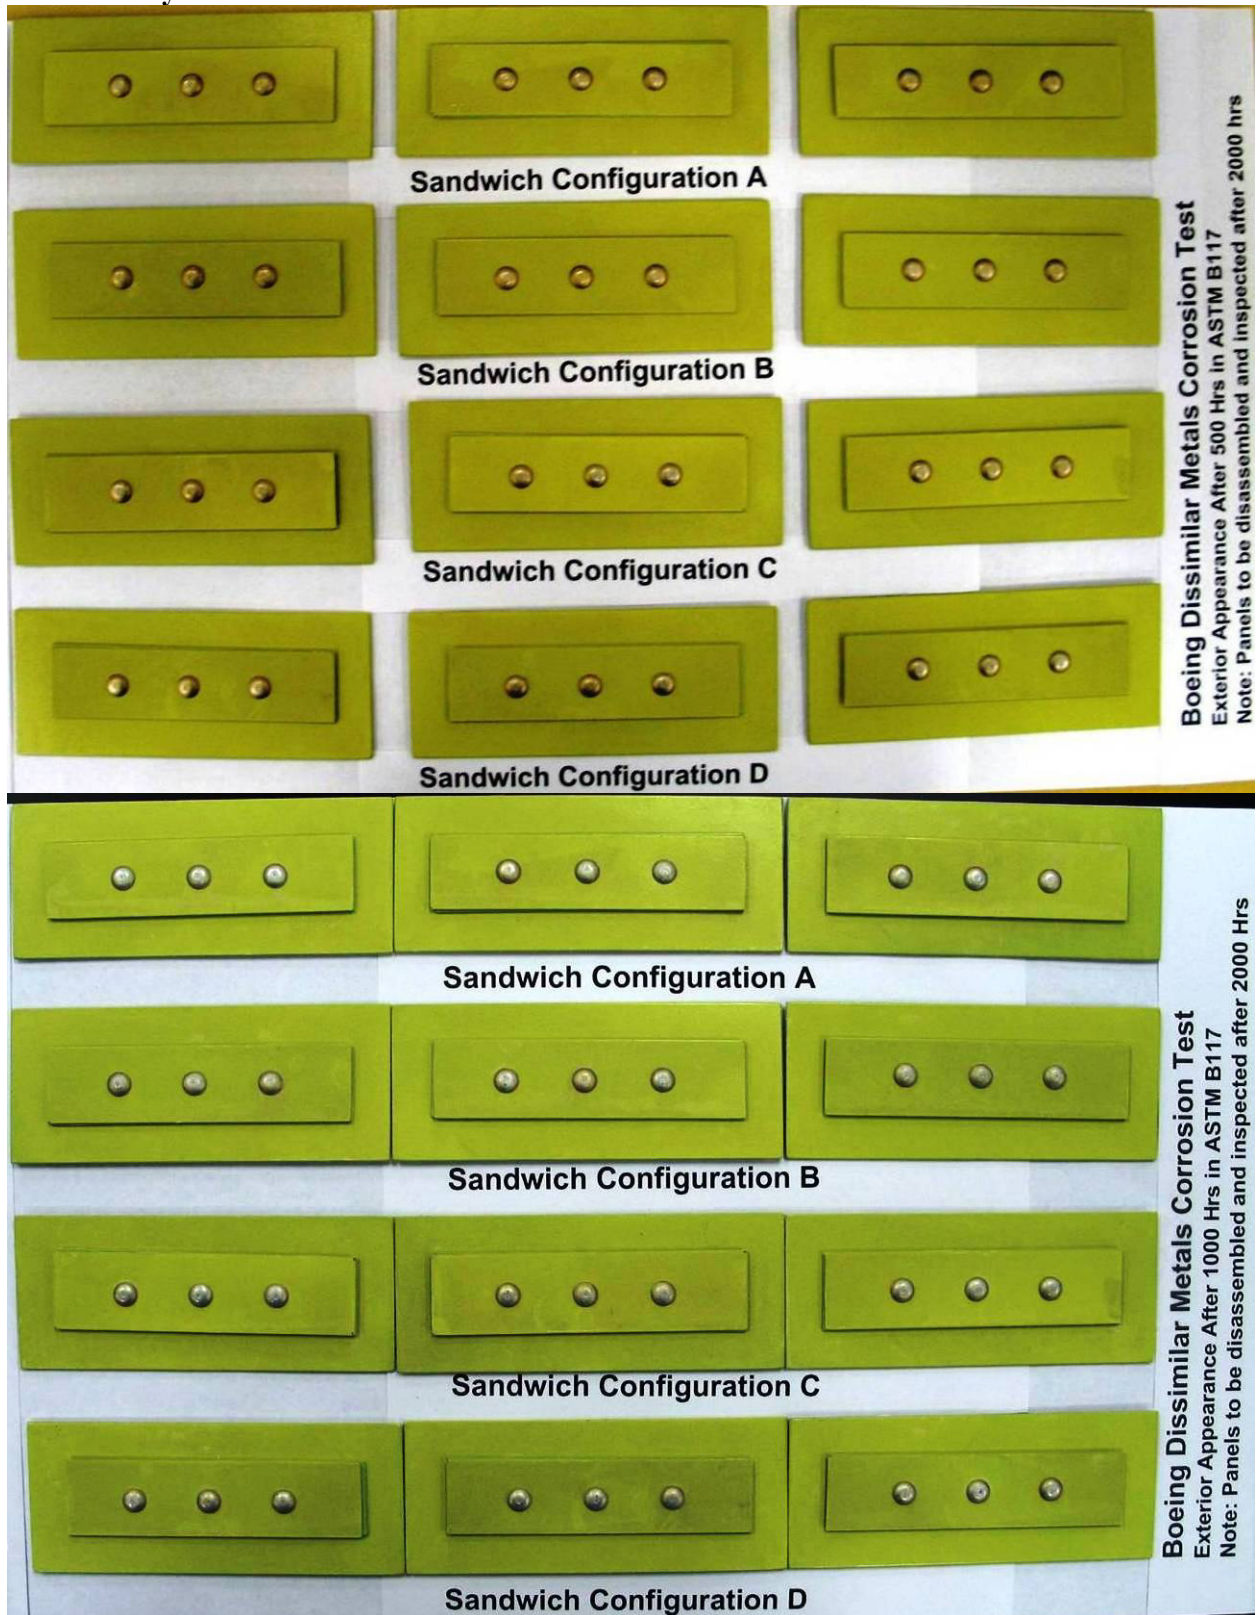 Sandwich Configuration A
Sandwich Configuration B
Sandwich Configuration C
Sandwich Configuration D
Boeing Dissimilar Metals Corrosion Test
Exterior Appearance After 500 Hrs in ASTM B117
Note: Panels to be disassembled and inspected after 2000 hrs
Sandwich Configuration A
Sandwich Configuration B
Sandwich Configuration C
Sandwich Configuration D
Boeing Dissimilar Metals Corrosion Test
Exterior Appearance After 1000 Hrs in ASTM B117
Note: Panels to be disassembled and inspected after 2000 Hrs